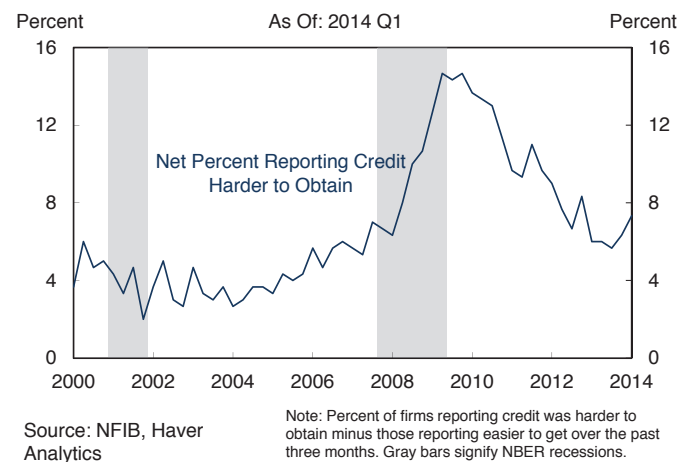 Percent As Of: 2014 Q1 Percent
16 16
12 12
Net Percent Reporting Credit
Harder to Obtain
8 8
4 4
0 0
2000 2002 2004 2006 2008 2010 2012 2014
Source: NFIB, Haver
Analytics
Note: Percent of firms reporting credit was harder to
obtain minus those reporting easier to get over the past
three months. Gray bars signify NBER recessions.